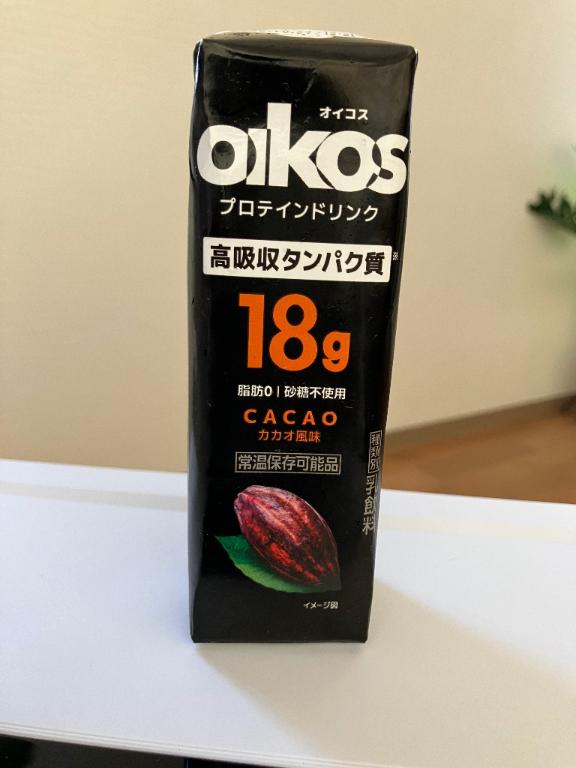 オイコス
oikos
プロテインドリンク
高吸収タンパク質※
18g
脂肪0 | 砂糖不使用
CACAO
カカオ風味
常温保存可能品
種類別
乳飲料
イメージ図